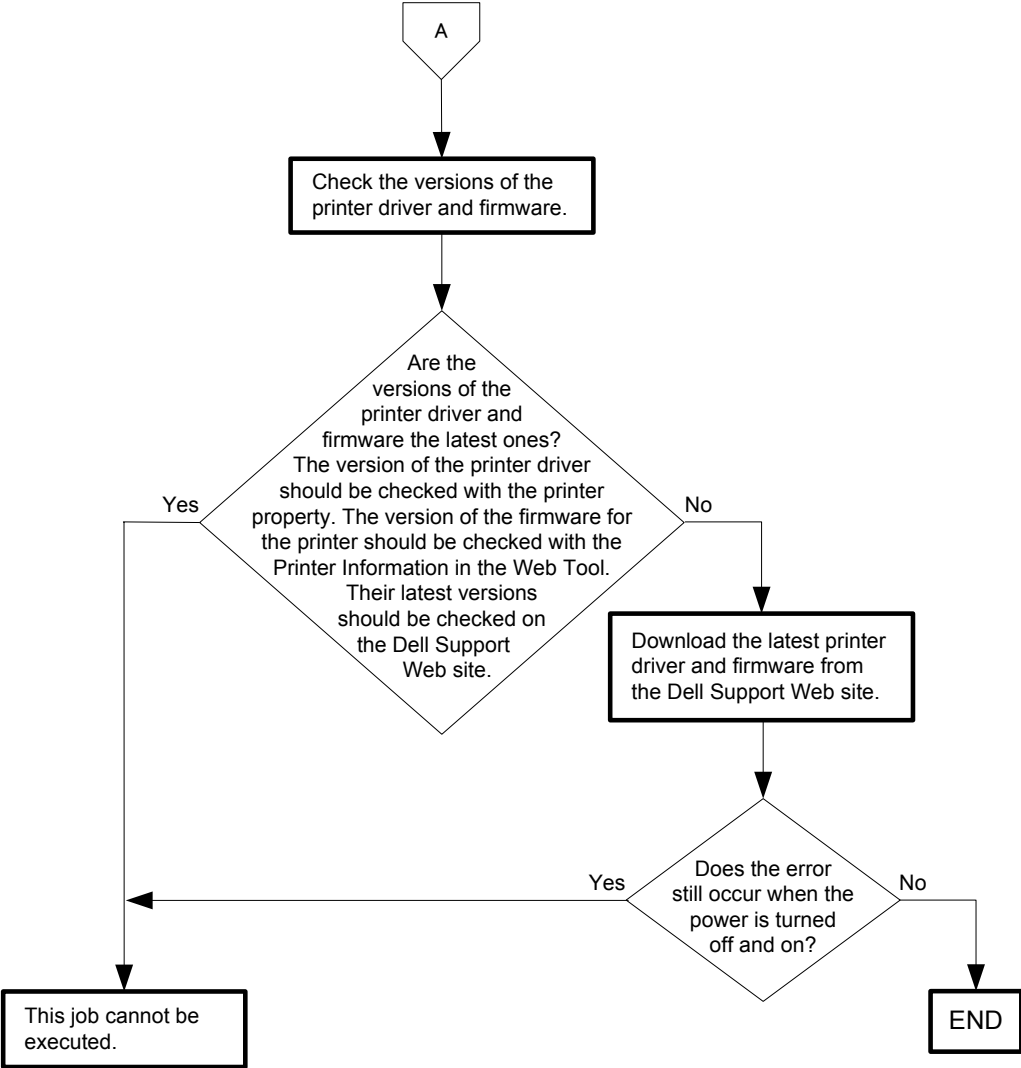 A
Check the versions of the
printer driver and firmware.
Are the
versions of the
printer driver and
firmware the latest ones?
The version of the printer driver
should be checked with the printer
property. The version of the firmware for
the printer should be checked with the
Printer Information in the Web Tool.
Their latest versions
should be checked on
the Dell Support
Web site.
Yes
No
Download the latest printer
driver and firmware from
the Dell Support Web site.
Does the error
still occur when the
power is turned
off and on?
Yes
No
This job cannot be
executed.
END